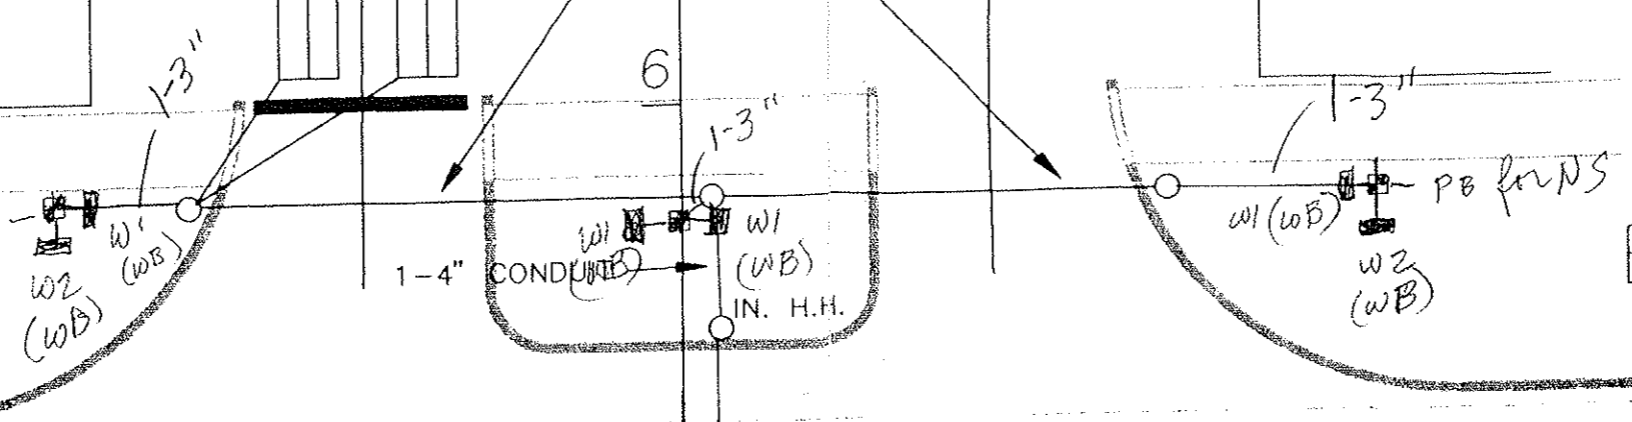 1-3"
6
1-3"
1-3"
PB for NS
W1
(WB)
W2
(WB)
W1
(WB)
W1
(WB)
1-4" CONDUIT
IN. H.H.
W1 (WB)
W2
(WB)